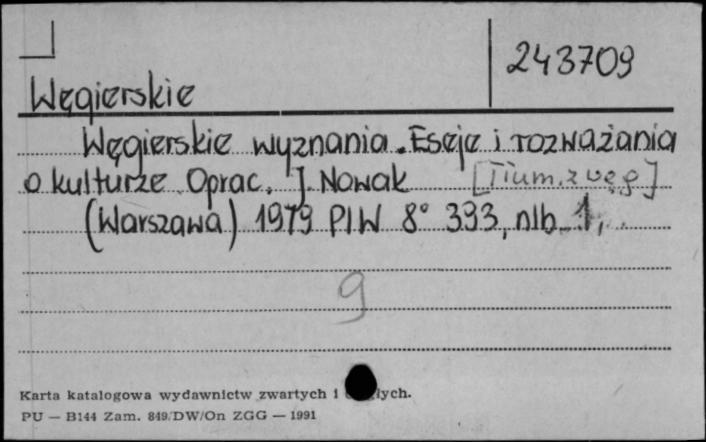 243709
Węgierskie
Węgierskie wyznania. Eseje i rozważania
o kulturze. Oprac. J. Nowak [Tłum. z węg]
(Warszawa) 1979 PIW 8° 393, nlb. 1,
9
Karta katalogowa wydawnictw zwartych i
PU — B144 Zam. 849/DW/On ZGG — 1991